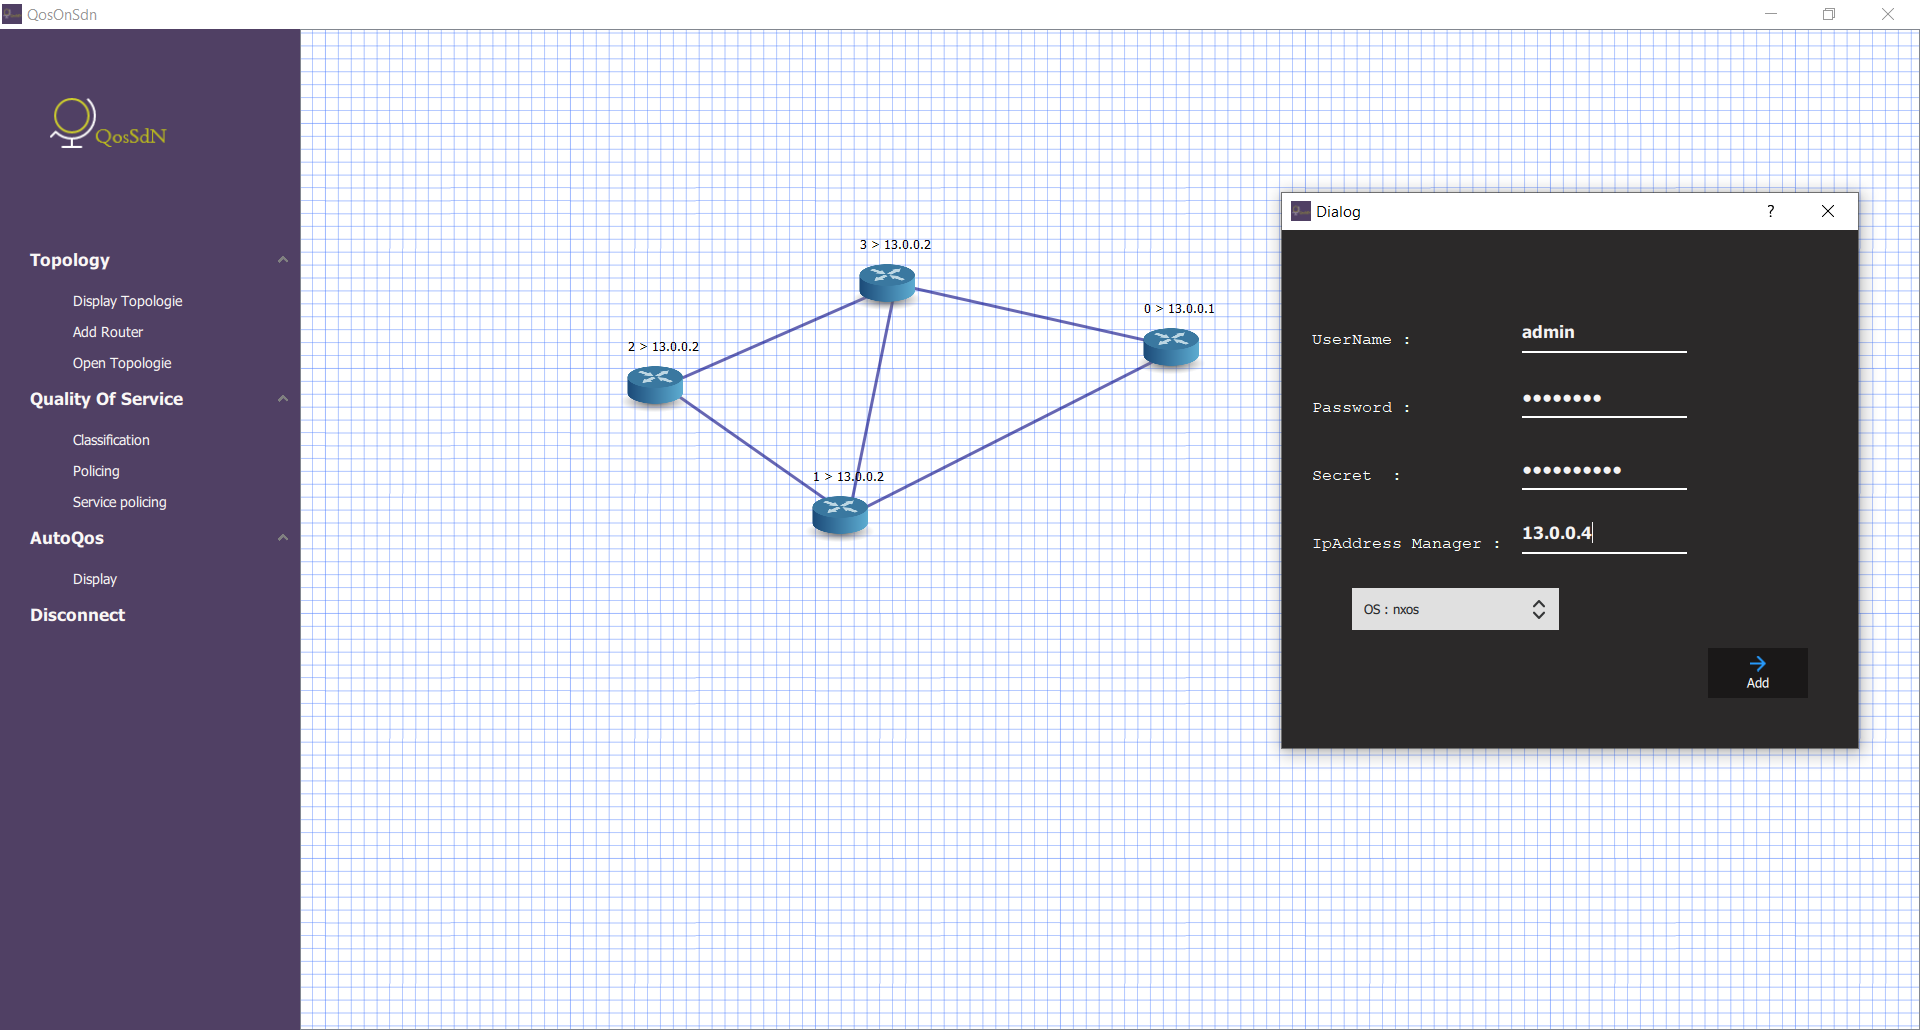 QosOnSdn
QosSdN
Topology
Display Topologie
Add Router
Open Topologie
Quality Of Service
Classification
Policing
Service policing
AutoQos
Display
Disconnect
3 > 13.0.0.2
0 > 13.0.0.1
2 > 13.0.0.2
1 > 13.0.0.2
Dialog
?
UserName : admin
Password : ••••••••
Secret : ••••••••••
IpAddress Manager : 13.0.0.4
OS : nxos
Add